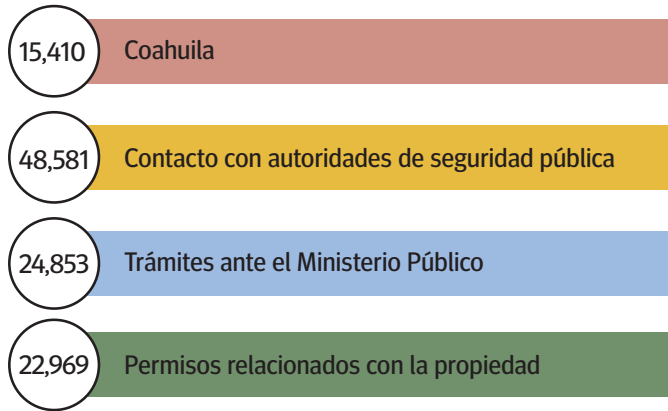 15,410 Coahuila
48,581 Contacto con autoridades de seguridad pública
24,853 Trámites ante el Ministerio Público
22,969 Permisos relacionados con la propiedad